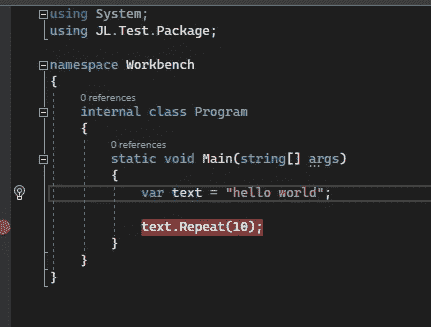 using System;
using JL.Test.Package;
namespace Workbench
{
0 references
internal class Program
{
0 references
static void Main(string[] args)
{
var text = "hello world";
text.Repeat(10);
}
}
}